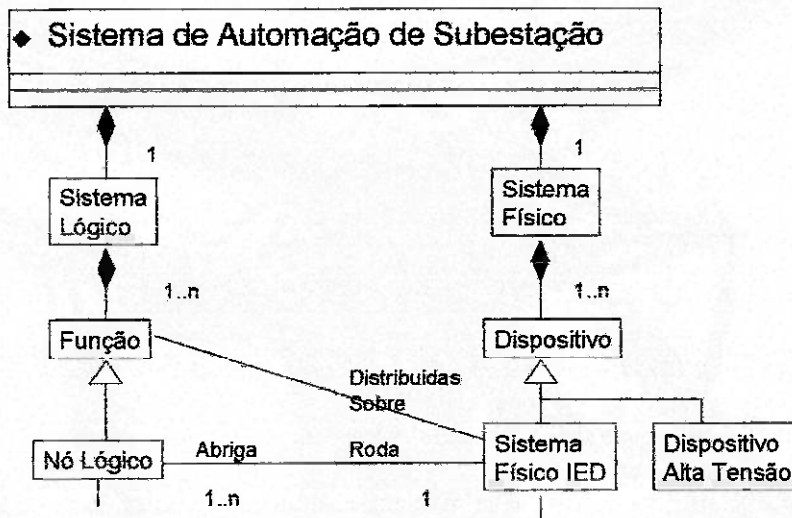 Sistema de Automação de Subestação
1
1
Sistema
Lógico
Sistema
Físico
1..n
1..n
Função
Dispositivo
Distribuidas
Sobre
Nó Lógico
Abriga
Roda
Sistema
Físico IED
Dispositivo
Alta Tensão
1..n
1